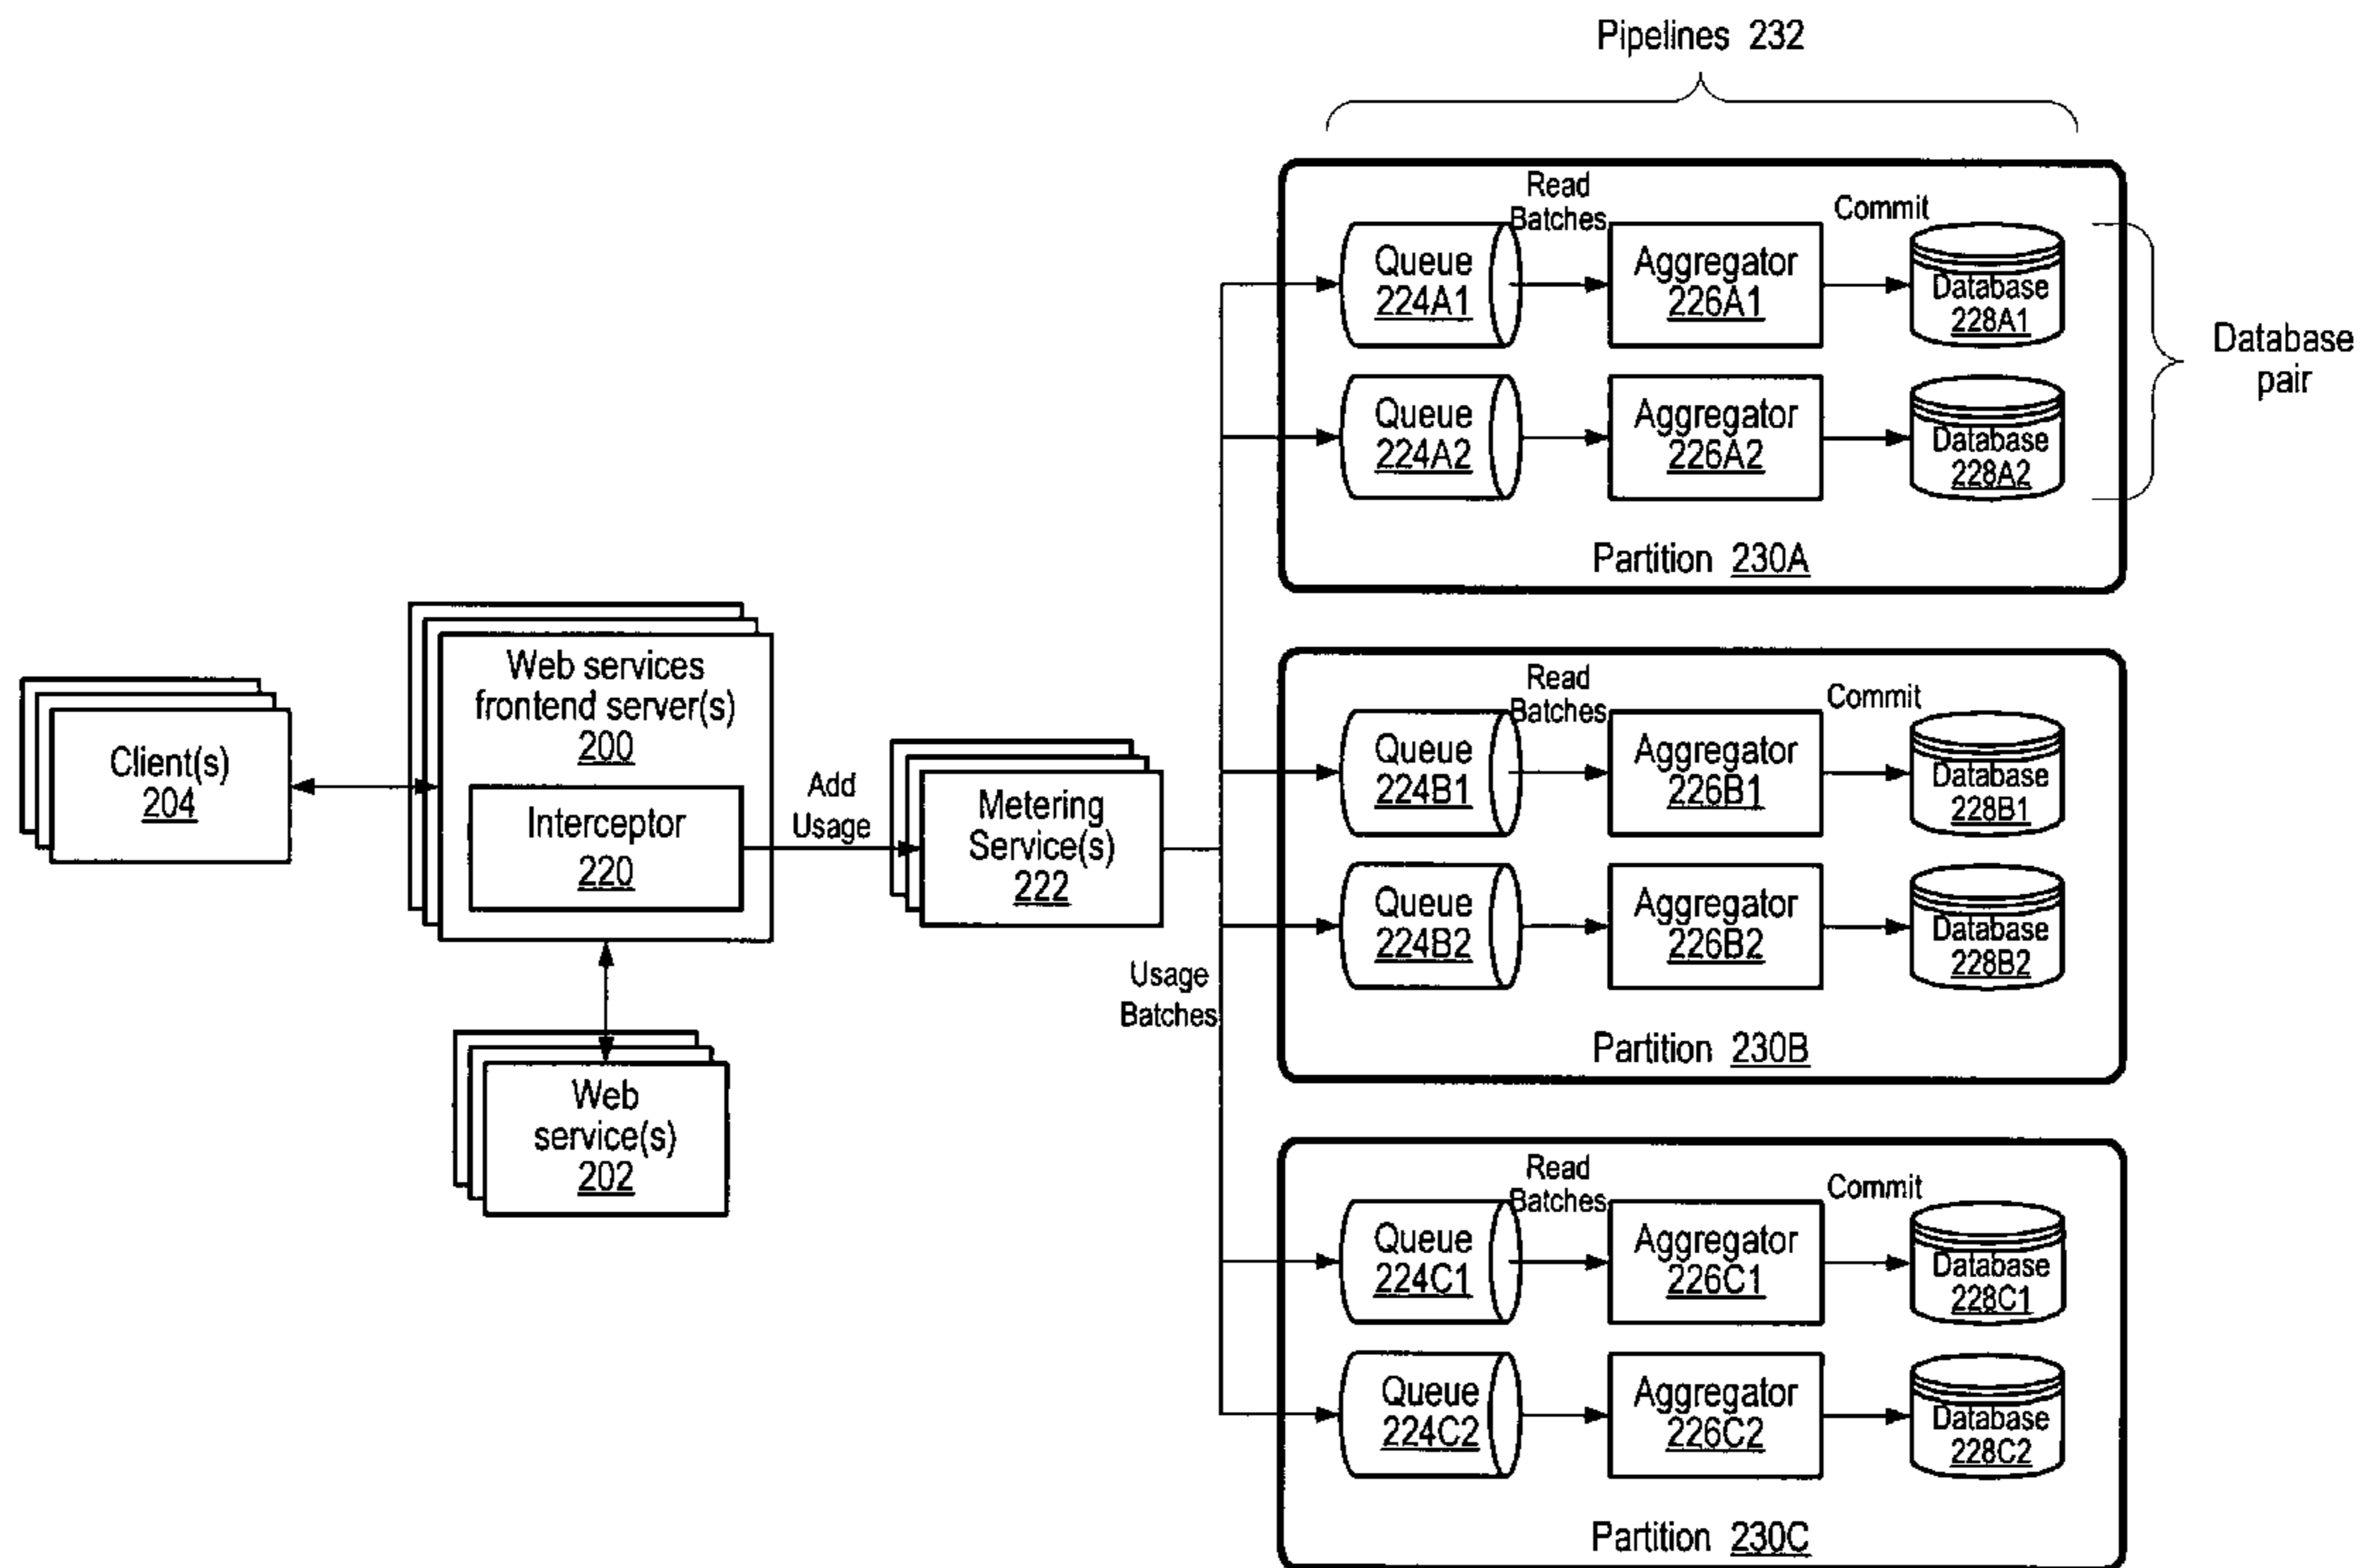 Pipelines 232
Read
Batches
Commit
Queue
224A1
Aggregator
226A1
Database
228A1
Queue
224A2
Aggregator
226A2
Database
228A2
Database
pair
Partition 230A
Client(s)
204
Web services
frontend server(s)
200
Interceptor
220
Add
Usage
Metering
Service(s)
222
Web
service(s)
202
Usage
Batches
Read
Batches
Commit
Queue
224B1
Aggregator
226B1
Database
228B1
Queue
224B2
Aggregator
226B2
Database
228B2
Partition 230B
Read
Batches
Commit
Queue
224C1
Aggregator
226C1
Database
228C1
Queue
224C2
Aggregator
226C2
Database
228C2
Partition 230C